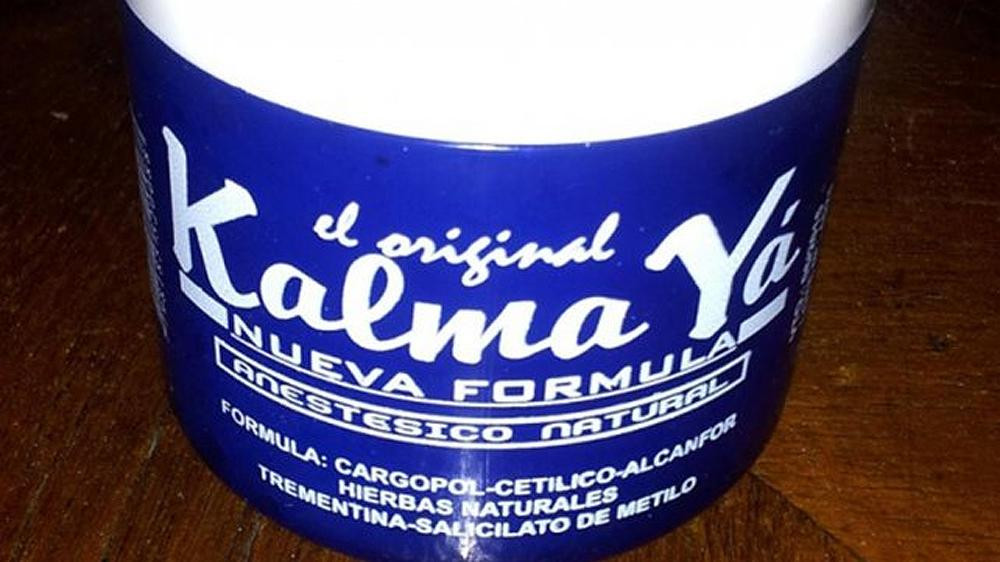 el original
Kalma Yá
NUEVA FORMULA
ANESTESICO NATURAL
FORMULA: CARGOPOL-CETILICO-ALCANFOR
HIERBAS NATURALES
TREMENTINA-SALICILATO DE METILO